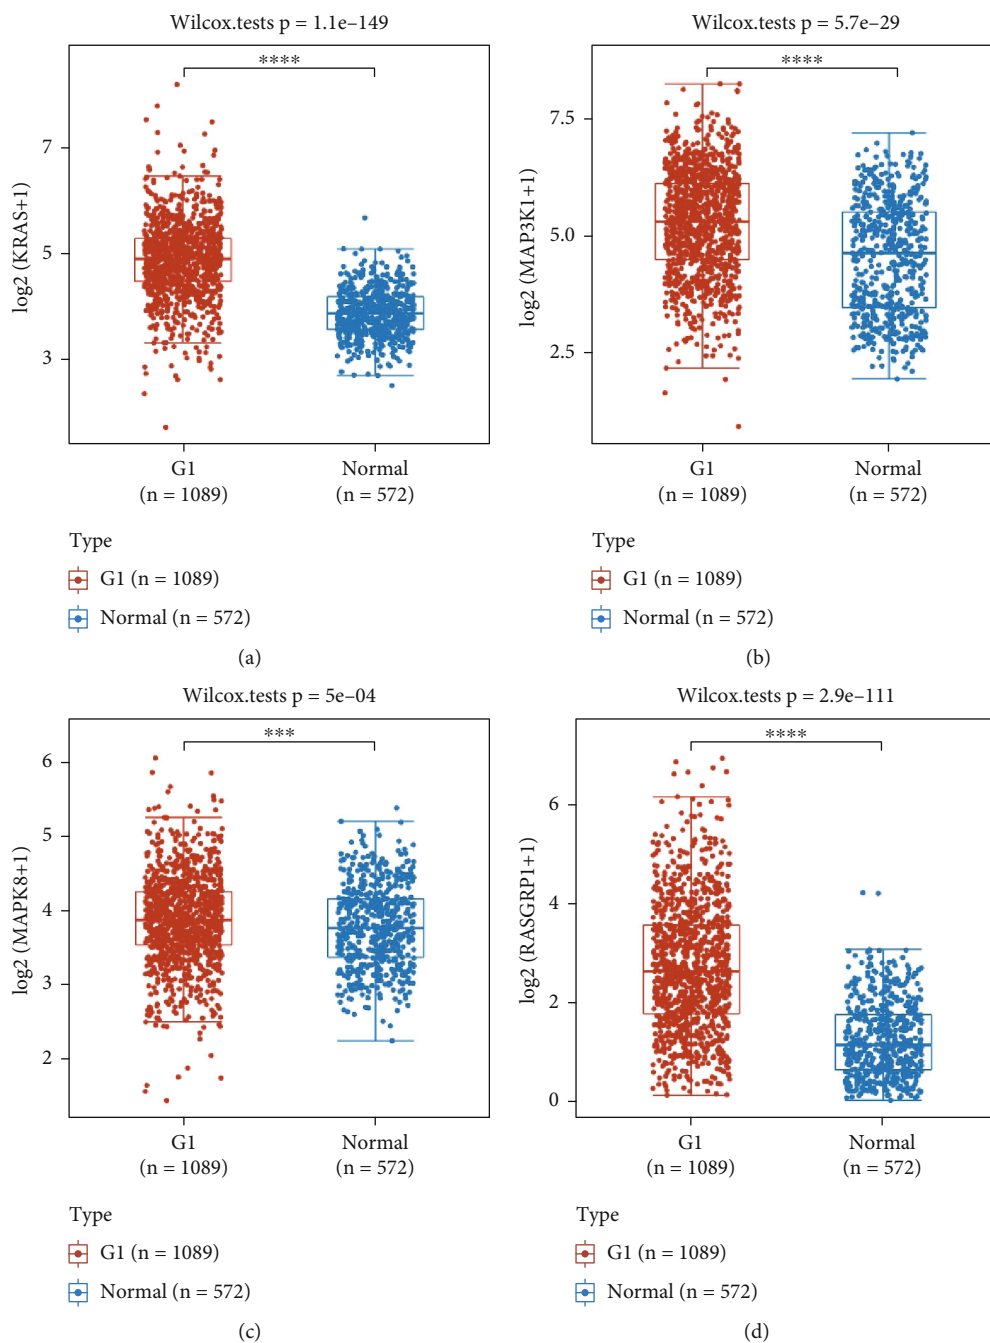 Wilcox.tests p = 1.1e–149
****
7
5
3
log2 (KRAS+1)
G1
(n = 1089)
Normal
(n = 572)
Type
G1 (n = 1089)
Normal (n = 572)
(a)
Wilcox.tests p = 5.7e–29
****
7.5
5.0
2.5
log2 (MAP3K1+1)
G1
(n = 1089)
Normal
(n = 572)
Type
G1 (n = 1089)
Normal (n = 572)
(b)
Wilcox.tests p = 5e–04
***
6
5
4
3
2
log2 (MAPK8+1)
G1
(n = 1089)
Normal
(n = 572)
Type
G1 (n = 1089)
Normal (n = 572)
(c)
Wilcox.tests p = 2.9e–111
****
6
4
2
0
log2 (RASGRP1+1)
G1
(n = 1089)
Normal
(n = 572)
Type
G1 (n = 1089)
Normal (n = 572)
(d)